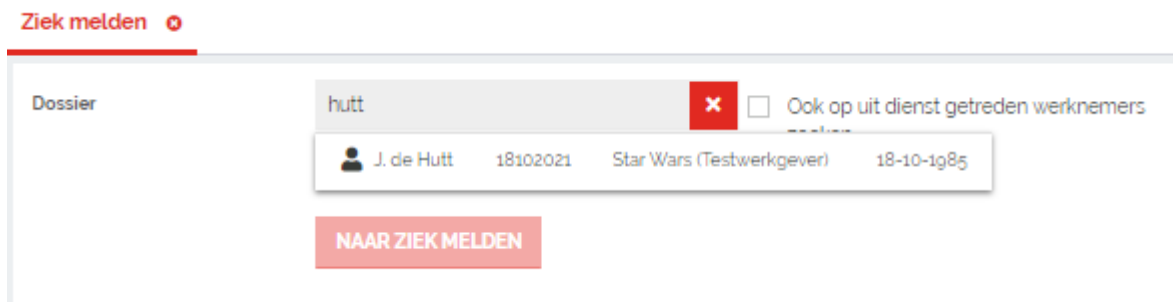 Ziek melden
Dossier
hutt
Ook op uit dienst getreden werknemers
J. de Hutt 18102021 Star Wars (Testwerkgever) 18-10-1985
NAAR ZIEK MELDEN